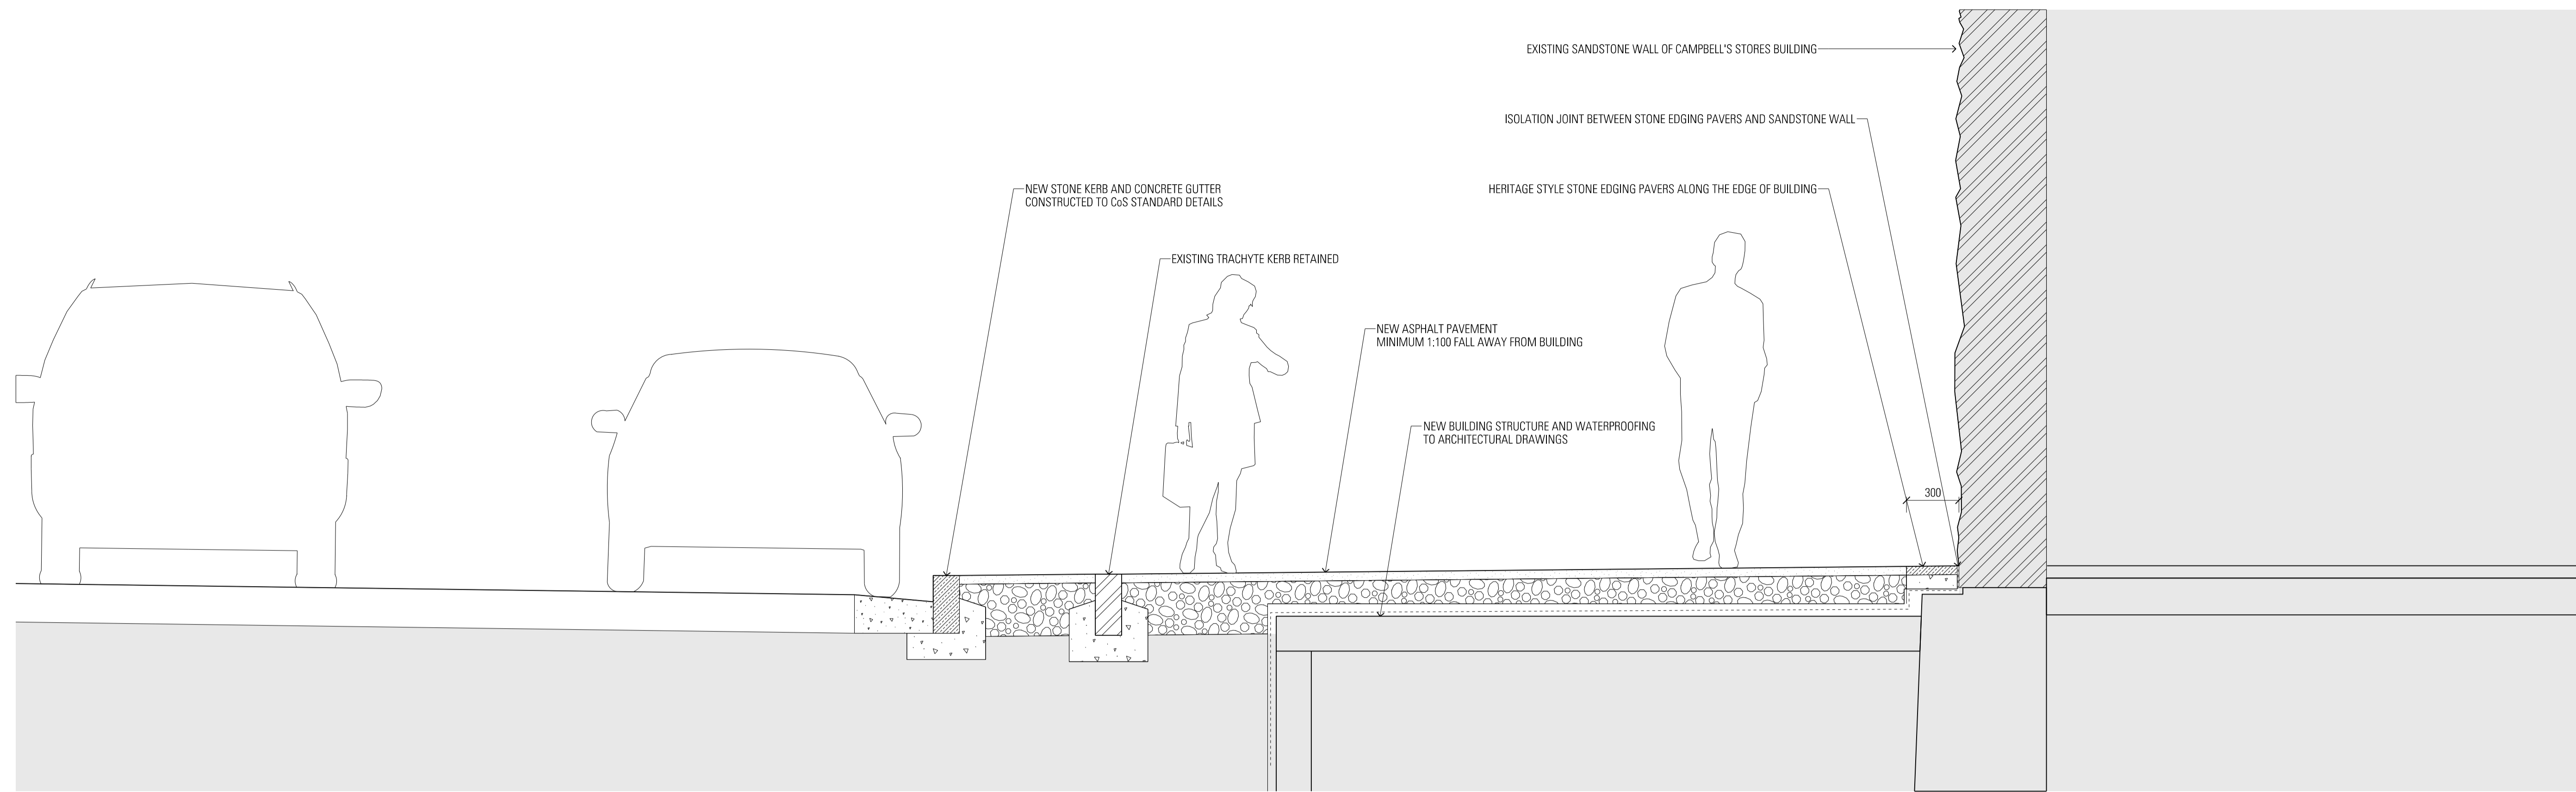 EXISTING SANDSTONE WALL OF CAMPBELL'S STORES BUILDING
ISOLATION JOINT BETWEEN STONE EDGING PAVERS AND SANDSTONE WALL
NEW STONE KERB AND CONCRETE GUTTER
CONSTRUCTED TO CoS STANDARD DETAILS
HERITAGE STYLE STONE EDGING PAVERS ALONG THE EDGE OF BUILDING
EXISTING TRACHYTE KERB RETAINED
NEW ASPHALT PAVEMENT
MINIMUM 1:100 FALL AWAY FROM BUILDING
NEW BUILDING STRUCTURE AND WATERPROOFING
TO ARCHITECTURAL DRAWINGS
300